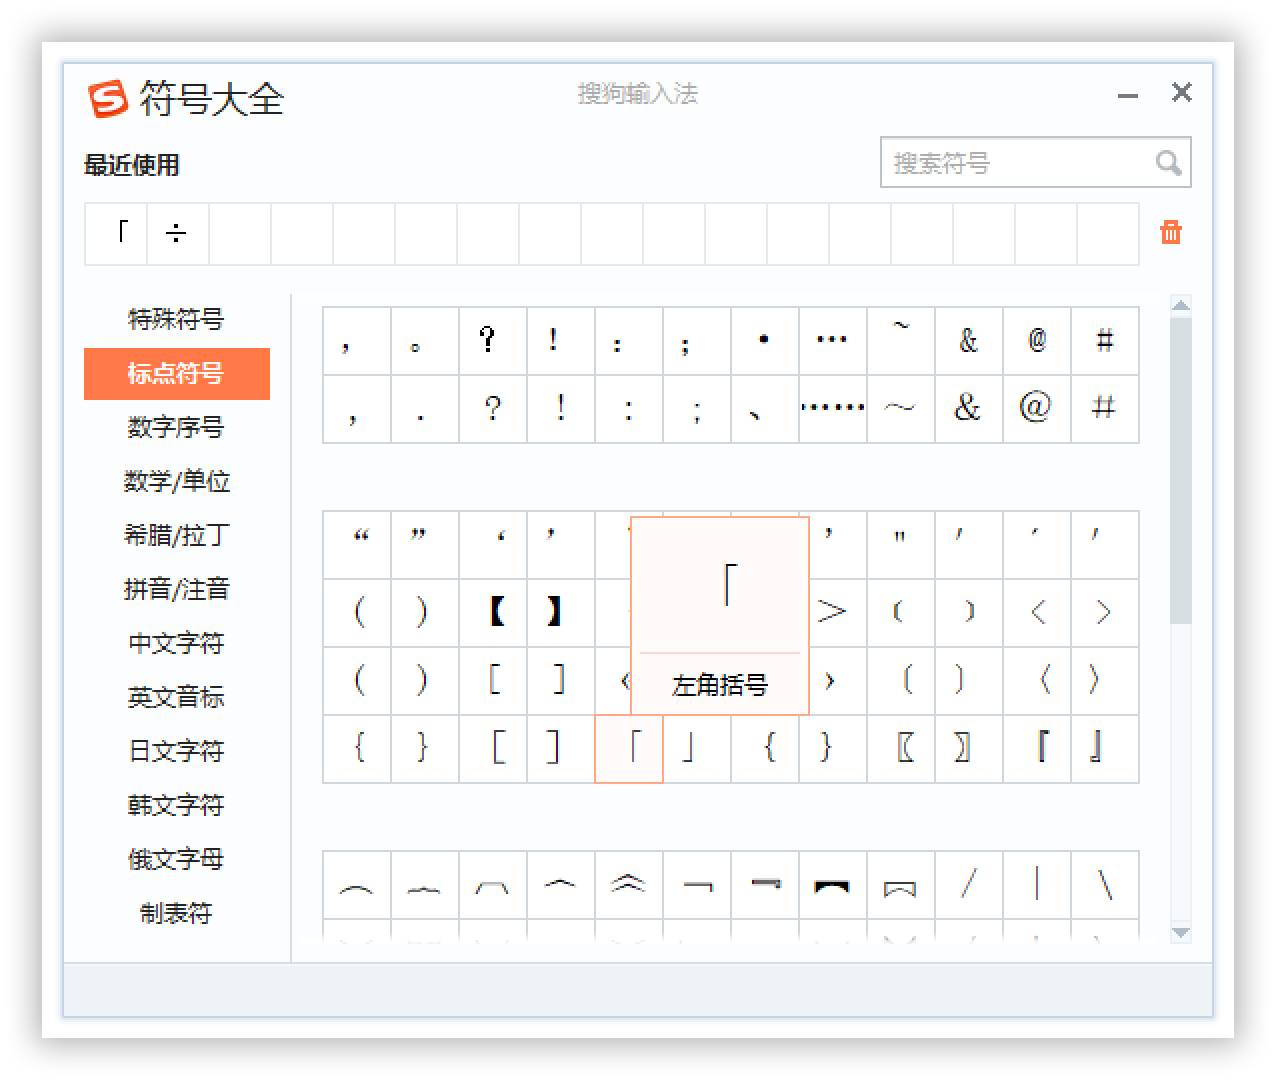 符号大全
搜狗输入法
最近使用
搜索符号
「 ÷
特殊符号
标点符号
数字序号
数学/单位
希腊/拉丁
拼音/注音
中文字符
英文音标
日文字符
韩文字符
俄文字母
制表符
， 。 ? ! ： ； · … ~ & @ #
， ． ？ ！ ： ； 、 …… ～ ＆ ＠ ＃
“ ” ‘ ’ ’ " ′ ˊ ′
（ ） 【 】 ＞ ﹝ ﹞ ＜ ＞
( ) [ ] › 〔 〕 〈 〉
{ } ［ ］ 「 」 ｛ ｝ 〖 〗 『 』
「
左角括号
︵ ︷ ︹ ︿ ︽ ﹁ ﹃ ︻ ︗ / | \